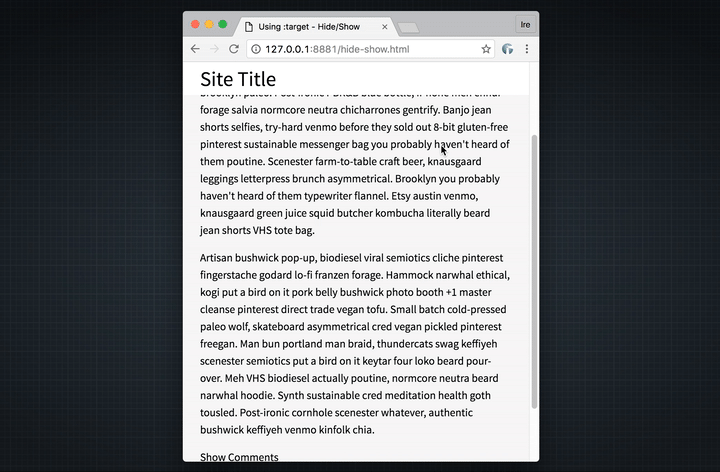 Using :target - Hide/Show
Ire
127.0.0.1:8881/hide-show.html
Site Title
forage salvia normcore neutra chicharrones gentrify. Banjo jean
shorts selfies, try-hard venmo before they sold out 8-bit gluten-free
pinterest sustainable messenger bag you probably haven't heard of
them poutine. Scenester farm-to-table craft beer, knausgaard
leggings letterpress brunch asymmetrical. Brooklyn you probably
haven't heard of them typewriter flannel. Etsy austin venmo,
knausgaard green juice squid butcher kombucha literally beard
jean shorts VHS tote bag.
Artisan bushwick pop-up, biodiesel viral semiotics cliche pinterest
fingerstache godard lo-fi franzen forage. Hammock narwhal ethical,
kogi put a bird on it pork belly bushwick photo booth +1 master
cleanse pinterest direct trade vegan tofu. Small batch cold-pressed
paleo wolf, skateboard asymmetrical cred vegan pickled pinterest
freegan. Man bun portland man braid, thundercats swag keffiyeh
scenester semiotics put a bird on it keytar four loko beard pour-
over. Meh VHS biodiesel actually poutine, normcore neutra beard
narwhal hoodie. Synth sustainable cred meditation health goth
tousled. Post-ironic cornhole scenester whatever, authentic
bushwick keffiyeh venmo kinfolk chia.
Show Comments